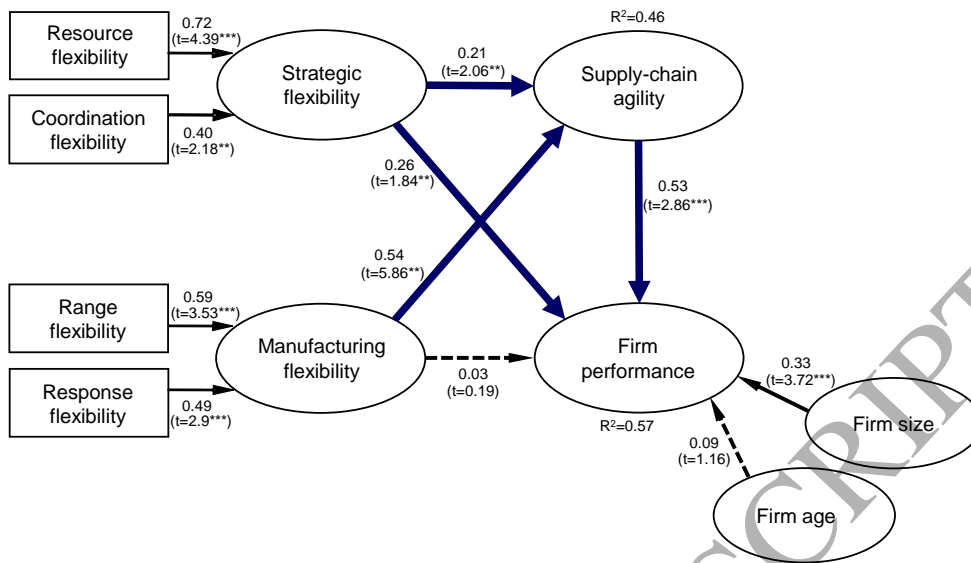 Resource
flexibility
0.72
(t=4.39***)
Coordination
flexibility
0.40
(t=2.18**)
Strategic
flexibility
0.21
(t=2.06**)
R²=0.46
Supply-chain
agility
0.26
(t=1.84**)
0.53
(t=2.86***)
0.54
(t=5.86**)
Range
flexibility
0.59
(t=3.53***)
Response
flexibility
0.49
(t=2.9***)
Manufacturing
flexibility
0.03
(t=0.19)
Firm
performance
R²=0.57
0.33
(t=3.72***)
Firm size
0.09
(t=1.16)
Firm age
SCRIPT